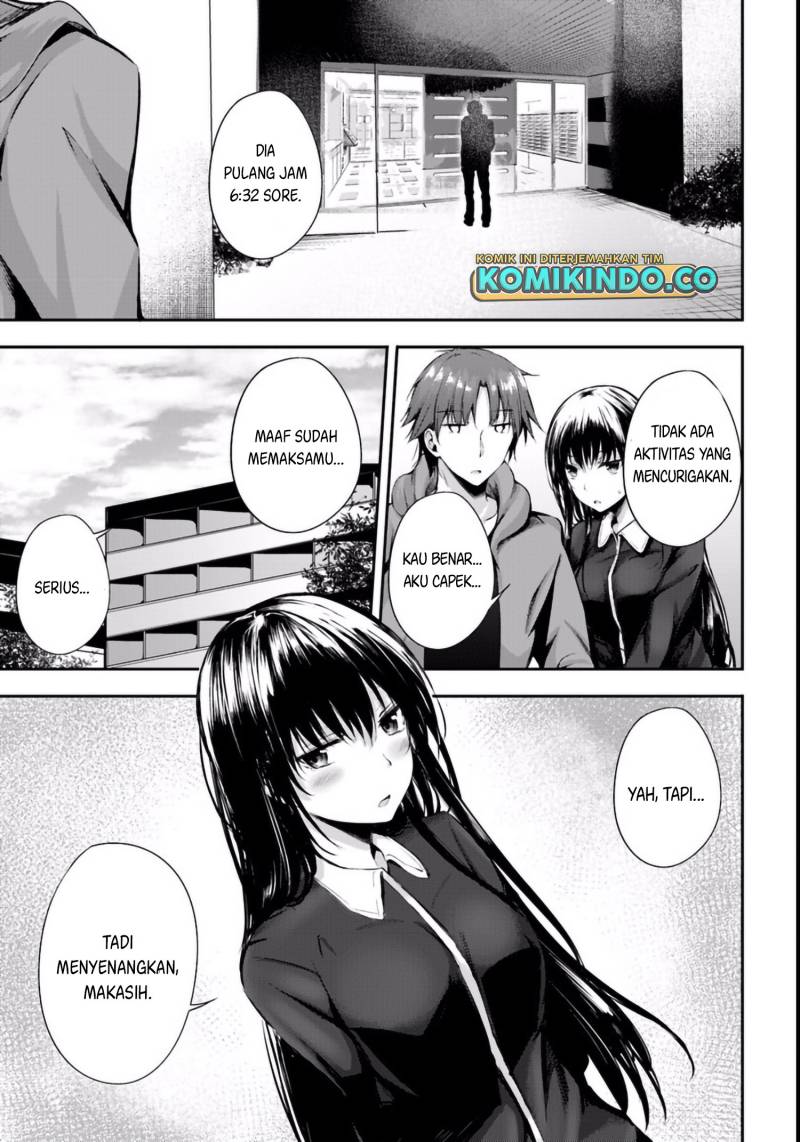 DIA
PULANG JAM
6:32 SORE.
KOMIK INI DITERJEMAHKAN TIM
KOMIKINDO.CO
TIDAK ADA
AKTIVITAS YANG
MENCURIGAKAN.
KAU BENAR...
AKU CAPEK...
MAAF SUDAH
MEMAKSAMU...
SERIUS...
YAH, TAPI...
TADI
MENYENANGKAN,
MAKASIH.